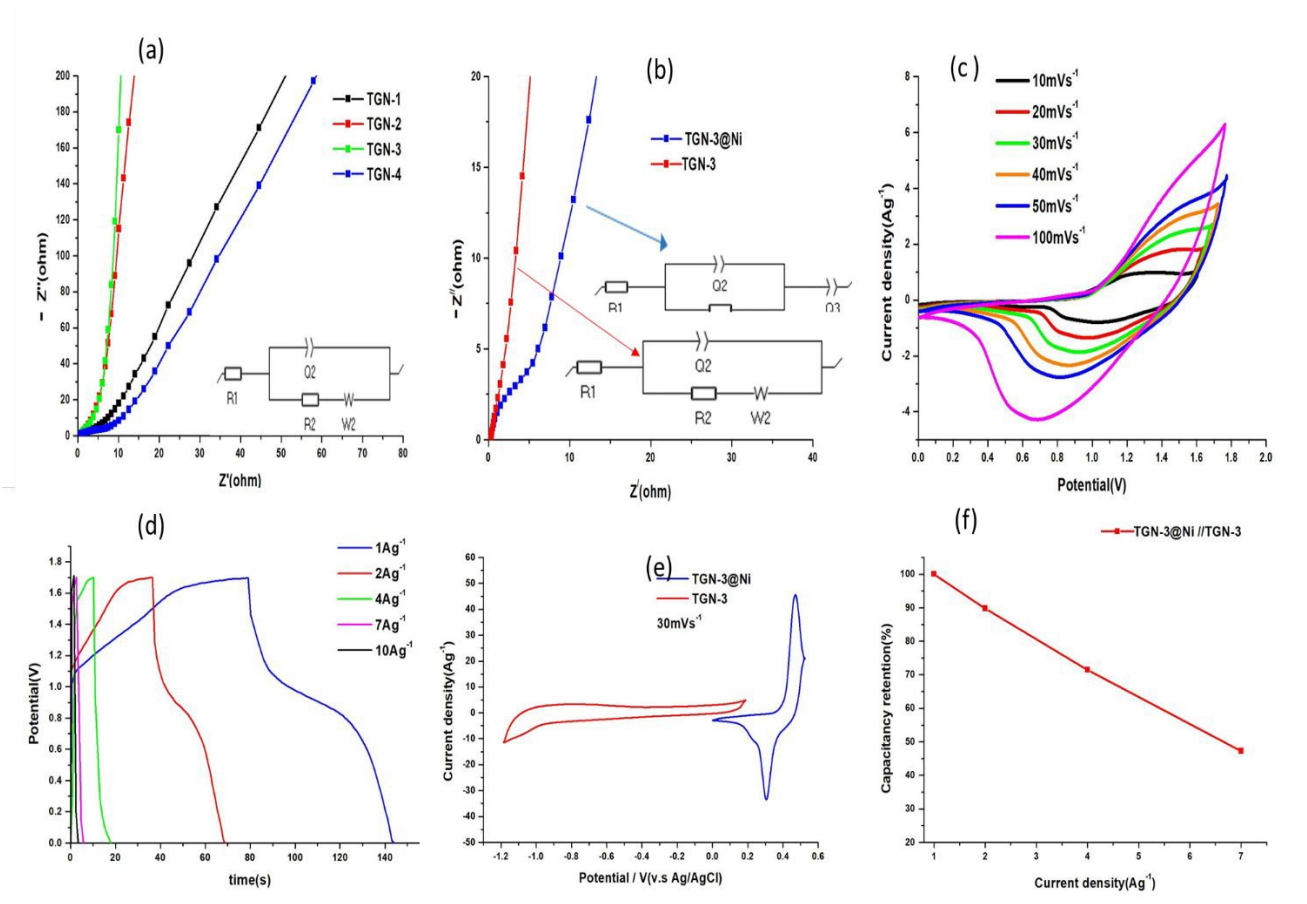 (a)
200
180
160
140
120
100
80
60
40
20
0
0 10 20 30 40 50 60 70 80
− Z''(ohm)
Z'(ohm)
TGN-1
TGN-2
TGN-3
TGN-4
R1
Q2
R2 W2
(b)
20
15
10
5
0
0 10 20 30 40
−Z''(ohm)
Z/(ohm)
TGN-3@Ni
TGN-3
R1
Q2
Q3
R1
Q2
R2 W2
(c)
8
6
4
2
0
-2
-4
0.0 0.2 0.4 0.6 0.8 1.0 1.2 1.4 1.6 1.8 2.0
Current density(Ag-1)
Potential(V)
10mVs-1
20mVs-1
30mVs-1
40mVs-1
50mVs-1
100mVs-1
(d)
1.8
1.6
1.4
1.2
1.0
0.8
0.6
0.4
0.2
0.0
0 20 40 60 80 100 120 140
Potential(V)
time(s)
1Ag-1
2Ag-1
4Ag-1
7Ag-1
10Ag-1
(e)
60
50
40
30
20
10
0
-10
-20
-30
-40
-50
-1.2 -1.0 -0.8 -0.6 -0.4 -0.2 0.0 0.2 0.4 0.6
Current density(Ag-1)
Potential / V(v.s Ag/AgCl)
TGN-3@Ni
TGN-3
30mVs-1
(f)
TGN-3@Ni //TGN-3
100
90
80
70
60
50
40
30
20
1 2 3 4 5 6 7
Capacitancy retention(%)
Current density(Ag-1)